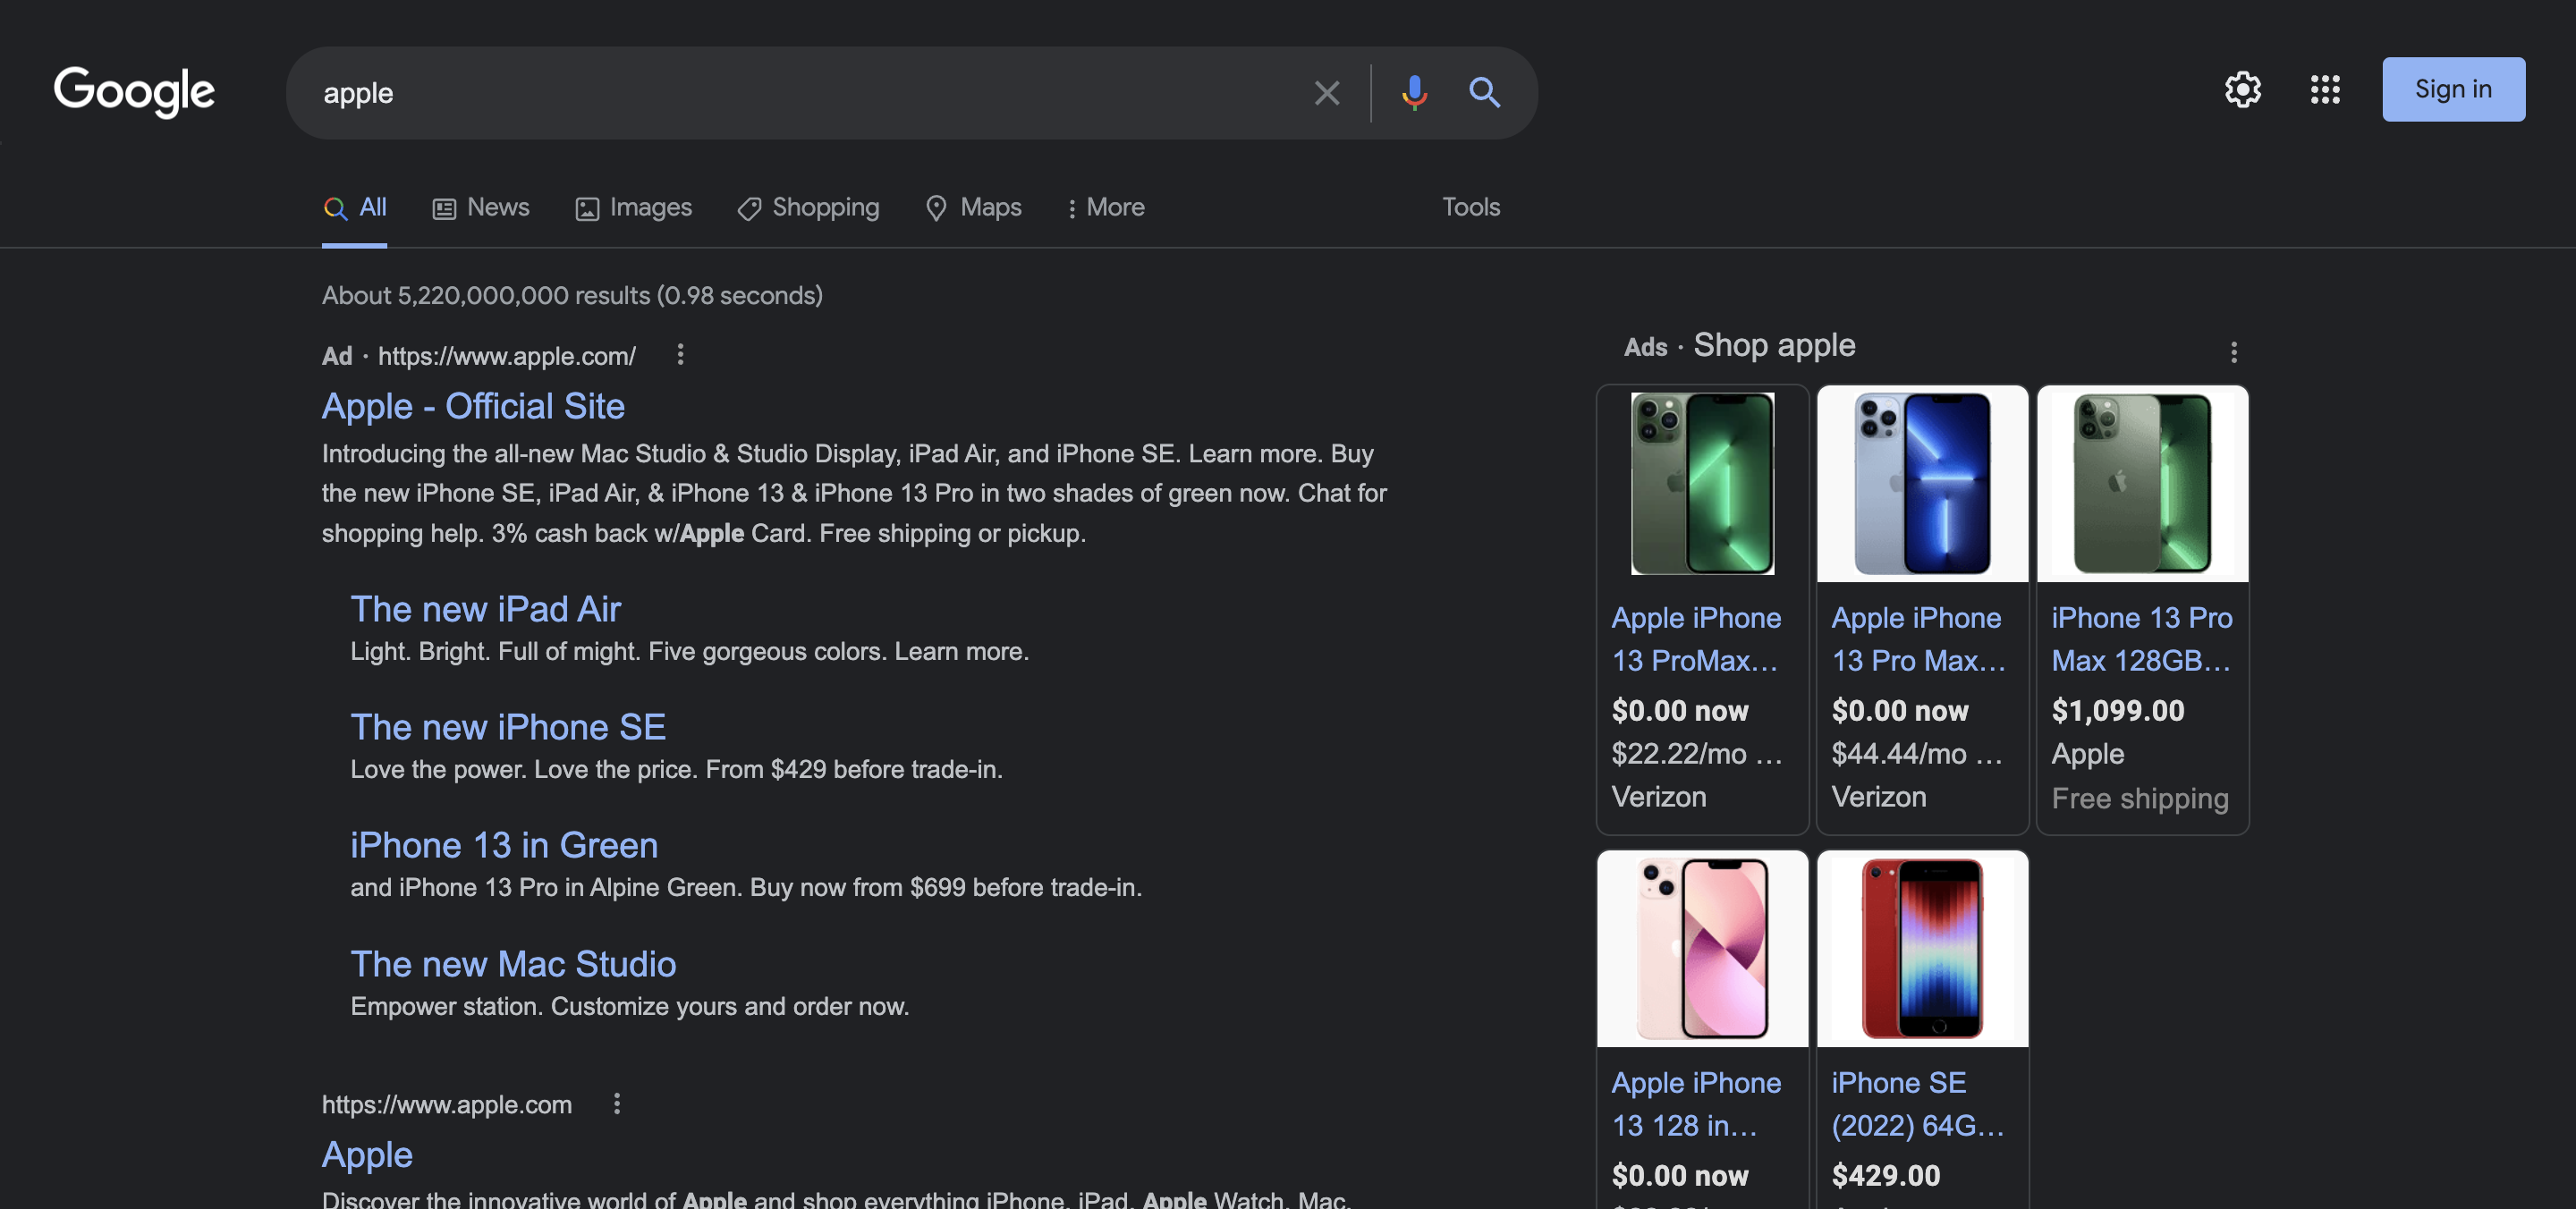 Google
apple
Sign in
All
News
Images
Shopping
Maps
More
Tools
About 5,220,000,000 results (0.98 seconds)
Ad · https://www.apple.com/
Apple - Official Site
Introducing the all-new Mac Studio & Studio Display, iPad Air, and iPhone SE. Learn more. Buy
the new iPhone SE, iPad Air, & iPhone 13 & iPhone 13 Pro in two shades of green now. Chat for
shopping help. 3% cash back w/Apple Card. Free shipping or pickup.
The new iPad Air
Light. Bright. Full of might. Five gorgeous colors. Learn more.
The new iPhone SE
Love the power. Love the price. From $429 before trade-in.
iPhone 13 in Green
and iPhone 13 Pro in Alpine Green. Buy now from $699 before trade-in.
The new Mac Studio
Empower station. Customize yours and order now.
https://www.apple.com
Apple
Discover the innovative world of Apple and shop everything iPhone, iPad, Apple Watch, Mac,
Ads · Shop apple
Apple iPhone
13 ProMax...
$0.00 now
$22.22/mo ...
Verizon
Apple iPhone
13 Pro Max...
$0.00 now
$44.44/mo ...
Verizon
iPhone 13 Pro
Max 128GB...
$1,099.00
Apple
Free shipping
Apple iPhone
13 128 in...
$0.00 now
iPhone SE
(2022) 64G...
$429.00